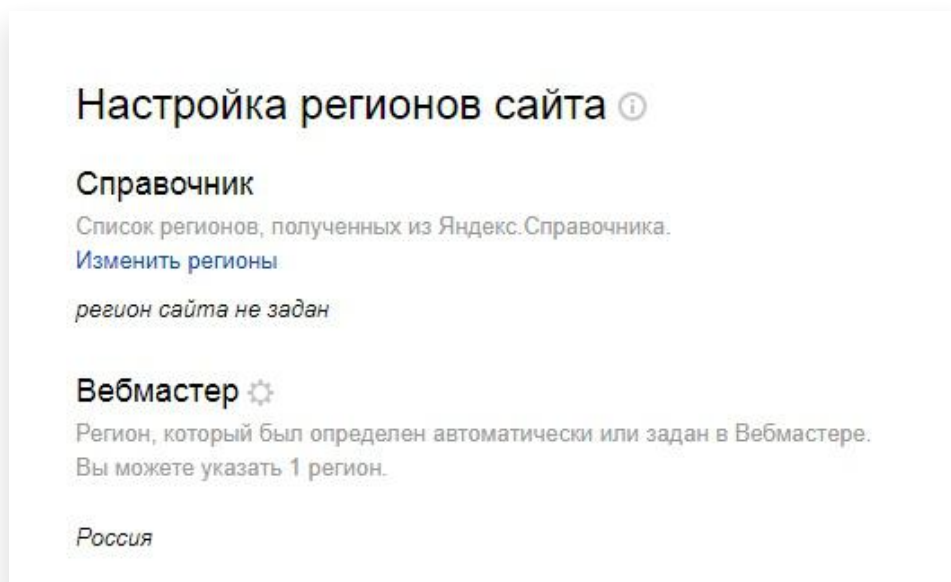 Настройка регионов сайта
Справочник
Список регионов, полученных из Яндекс.Справочника.
Изменить регионы
регион сайта не задан
Вебмастер
Регион, который был определен автоматически или задан в Вебмастере.
Вы можете указать 1 регион.
Россия